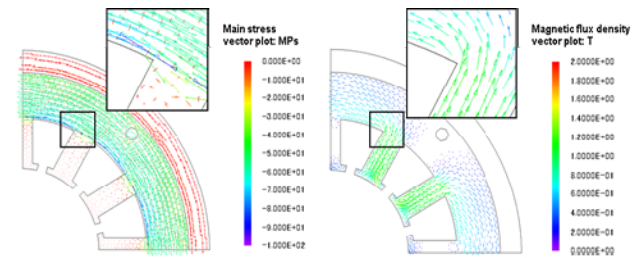 Main stress
vector plot: MPs
0.000E+00
-1.000E+01
-2.000E+01
-3.000E+01
-4.000E+01
-5.000E+01
-6.000E+01
-7.000E+01
-8.000E+01
-9.000E+01
-1.000E+02
Magnetic flux density
vector plot: T
2.0000E+00
1.8000E+00
1.6000E+00
1.4000E+00
1.2000E+00
1.0000E+00
8.0000E-01
6.0000E-01
4.0000E-01
2.0000E-01
0.0000E+00